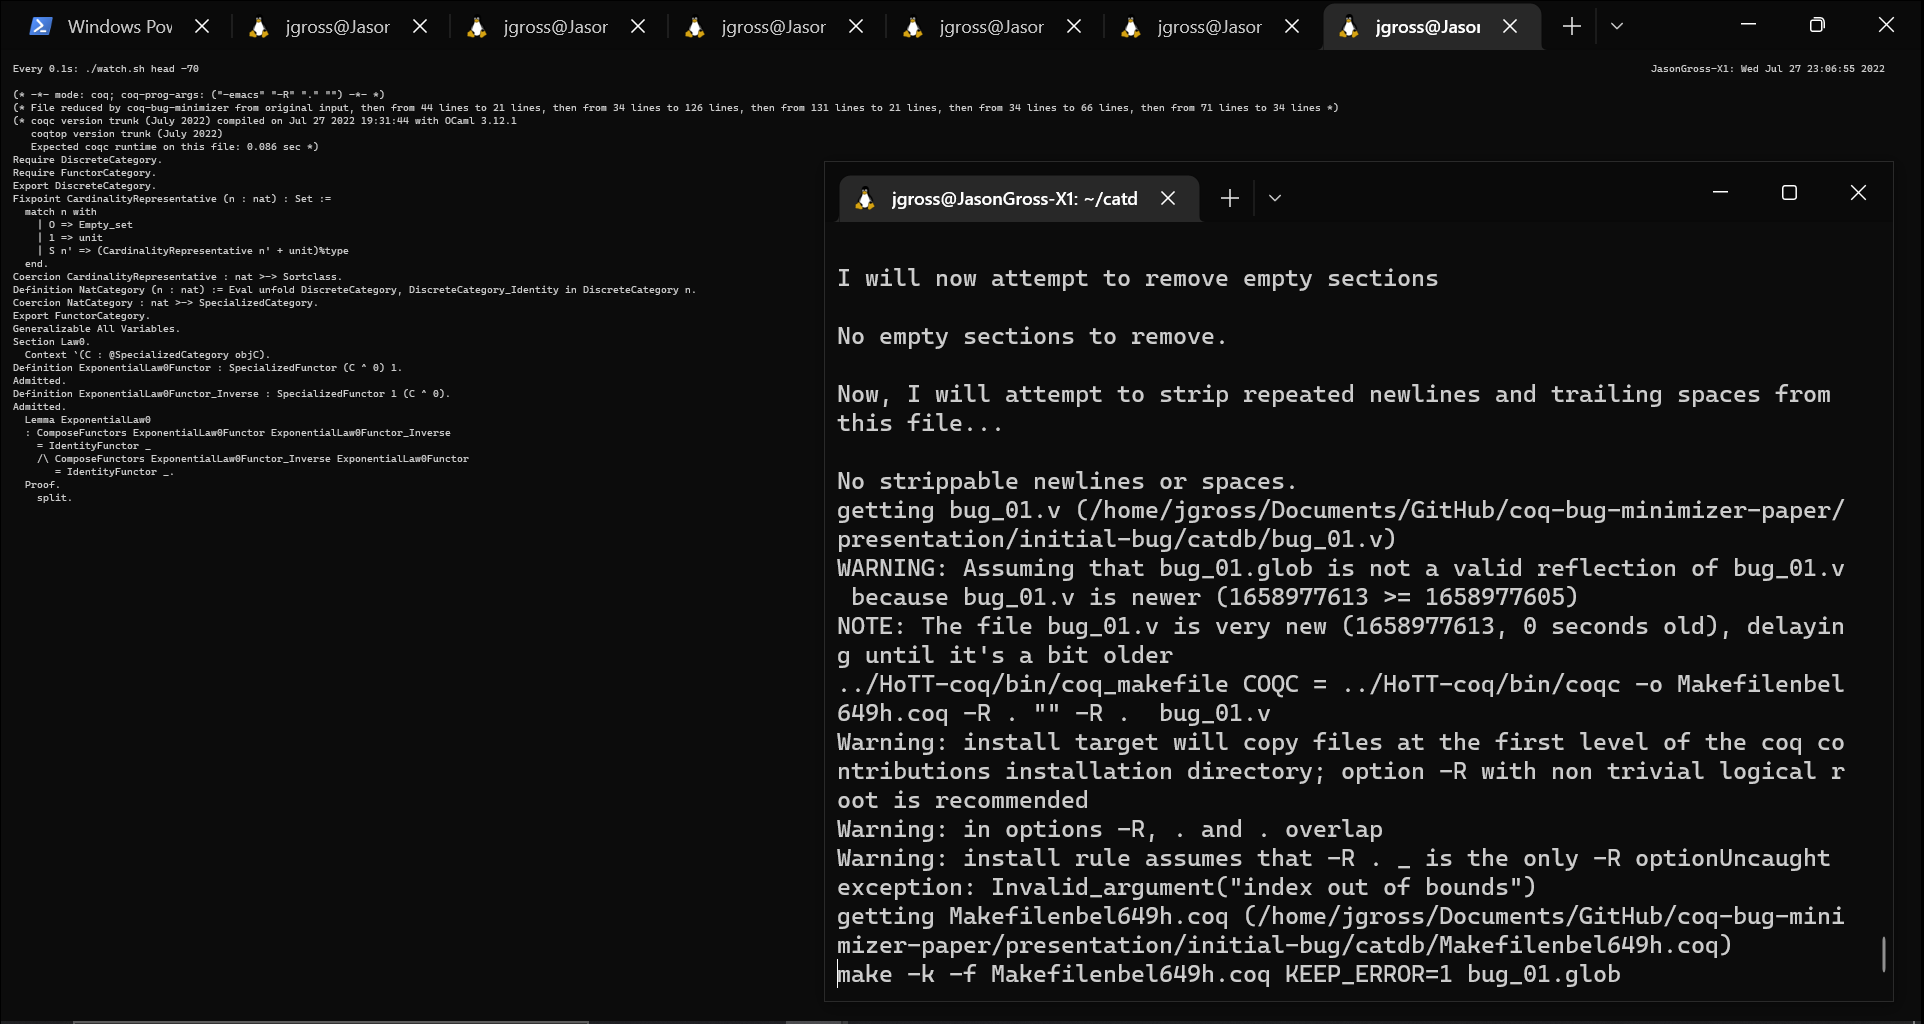 Windows Pov
jgross@Jasor
jgross@Jasor
jgross@Jasor
jgross@Jasor
jgross@Jasor
jgross@Jasor
Every 0.1s: ./watch.sh head -70
JasonGross-X1: Wed Jul 27 23:06:55 2022
(* -*- mode: coq; coq-prog-args: ("-emacs" "-R" "." "") -*- *)
(* File reduced by coq-bug-minimizer from original input, then from 44 lines to 21 lines, then from 34 lines to 126 lines, then from 131 lines to 21 lines, then from 34 lines to 66 lines, then from 71 lines to 34 lines *)
(* coqc version trunk (July 2022) compiled on Jul 27 2022 19:31:44 with OCaml 3.12.1
   coqtop version trunk (July 2022)
   Expected coqc runtime on this file: 0.086 sec *)
Require DiscreteCategory.
Require FunctorCategory.
Export DiscreteCategory.
Fixpoint CardinalityRepresentative (n : nat) : Set :=
  match n with
    | O => Empty_set
    | 1 => unit
    | S n' => (CardinalityRepresentative n' + unit)%type
  end.
Coercion CardinalityRepresentative : nat >-> Sortclass.
Definition NatCategory (n : nat) := Eval unfold DiscreteCategory, DiscreteCategory_Identity in DiscreteCategory n.
Coercion NatCategory : nat >-> SpecializedCategory.
Export FunctorCategory.
Generalizable All Variables.
Section Law0.
  Context `(C : @SpecializedCategory objC).
Definition ExponentialLaw0Functor : SpecializedFunctor (C ^ 0) 1.
Admitted.
Definition ExponentialLaw0Functor_Inverse : SpecializedFunctor 1 (C ^ 0).
Admitted.
  Lemma ExponentialLaw0
  : ComposeFunctors ExponentialLaw0Functor ExponentialLaw0Functor_Inverse
    = IdentityFunctor _
    /\ ComposeFunctors ExponentialLaw0Functor_Inverse ExponentialLaw0Functor
       = IdentityFunctor _.
  Proof.
    split.
jgross@JasonGross-X1: ~/catd
I will now attempt to remove empty sections
No empty sections to remove.
Now, I will attempt to strip repeated newlines and trailing spaces from
this file...
No strippable newlines or spaces.
getting bug_01.v (/home/jgross/Documents/GitHub/coq-bug-minimizer-paper/
presentation/initial-bug/catdb/bug_01.v)
WARNING: Assuming that bug_01.glob is not a valid reflection of bug_01.v
 because bug_01.v is newer (1658977613 >= 1658977605)
NOTE: The file bug_01.v is very new (1658977613, 0 seconds old), delayin
g until it's a bit older
../HoTT-coq/bin/coq_makefile COQC = ../HoTT-coq/bin/coqc -o Makefilenbel
649h.coq -R . "" -R .  bug_01.v
Warning: install target will copy files at the first level of the coq co
ntributions installation directory; option -R with non trivial logical r
oot is recommended
Warning: in options -R, . and . overlap
Warning: install rule assumes that -R . _ is the only -R optionUncaught
exception: Invalid_argument("index out of bounds")
getting Makefilenbel649h.coq (/home/jgross/Documents/GitHub/coq-bug-mini
mizer-paper/presentation/initial-bug/catdb/Makefilenbel649h.coq)
make -k -f Makefilenbel649h.coq KEEP_ERROR=1 bug_01.glob